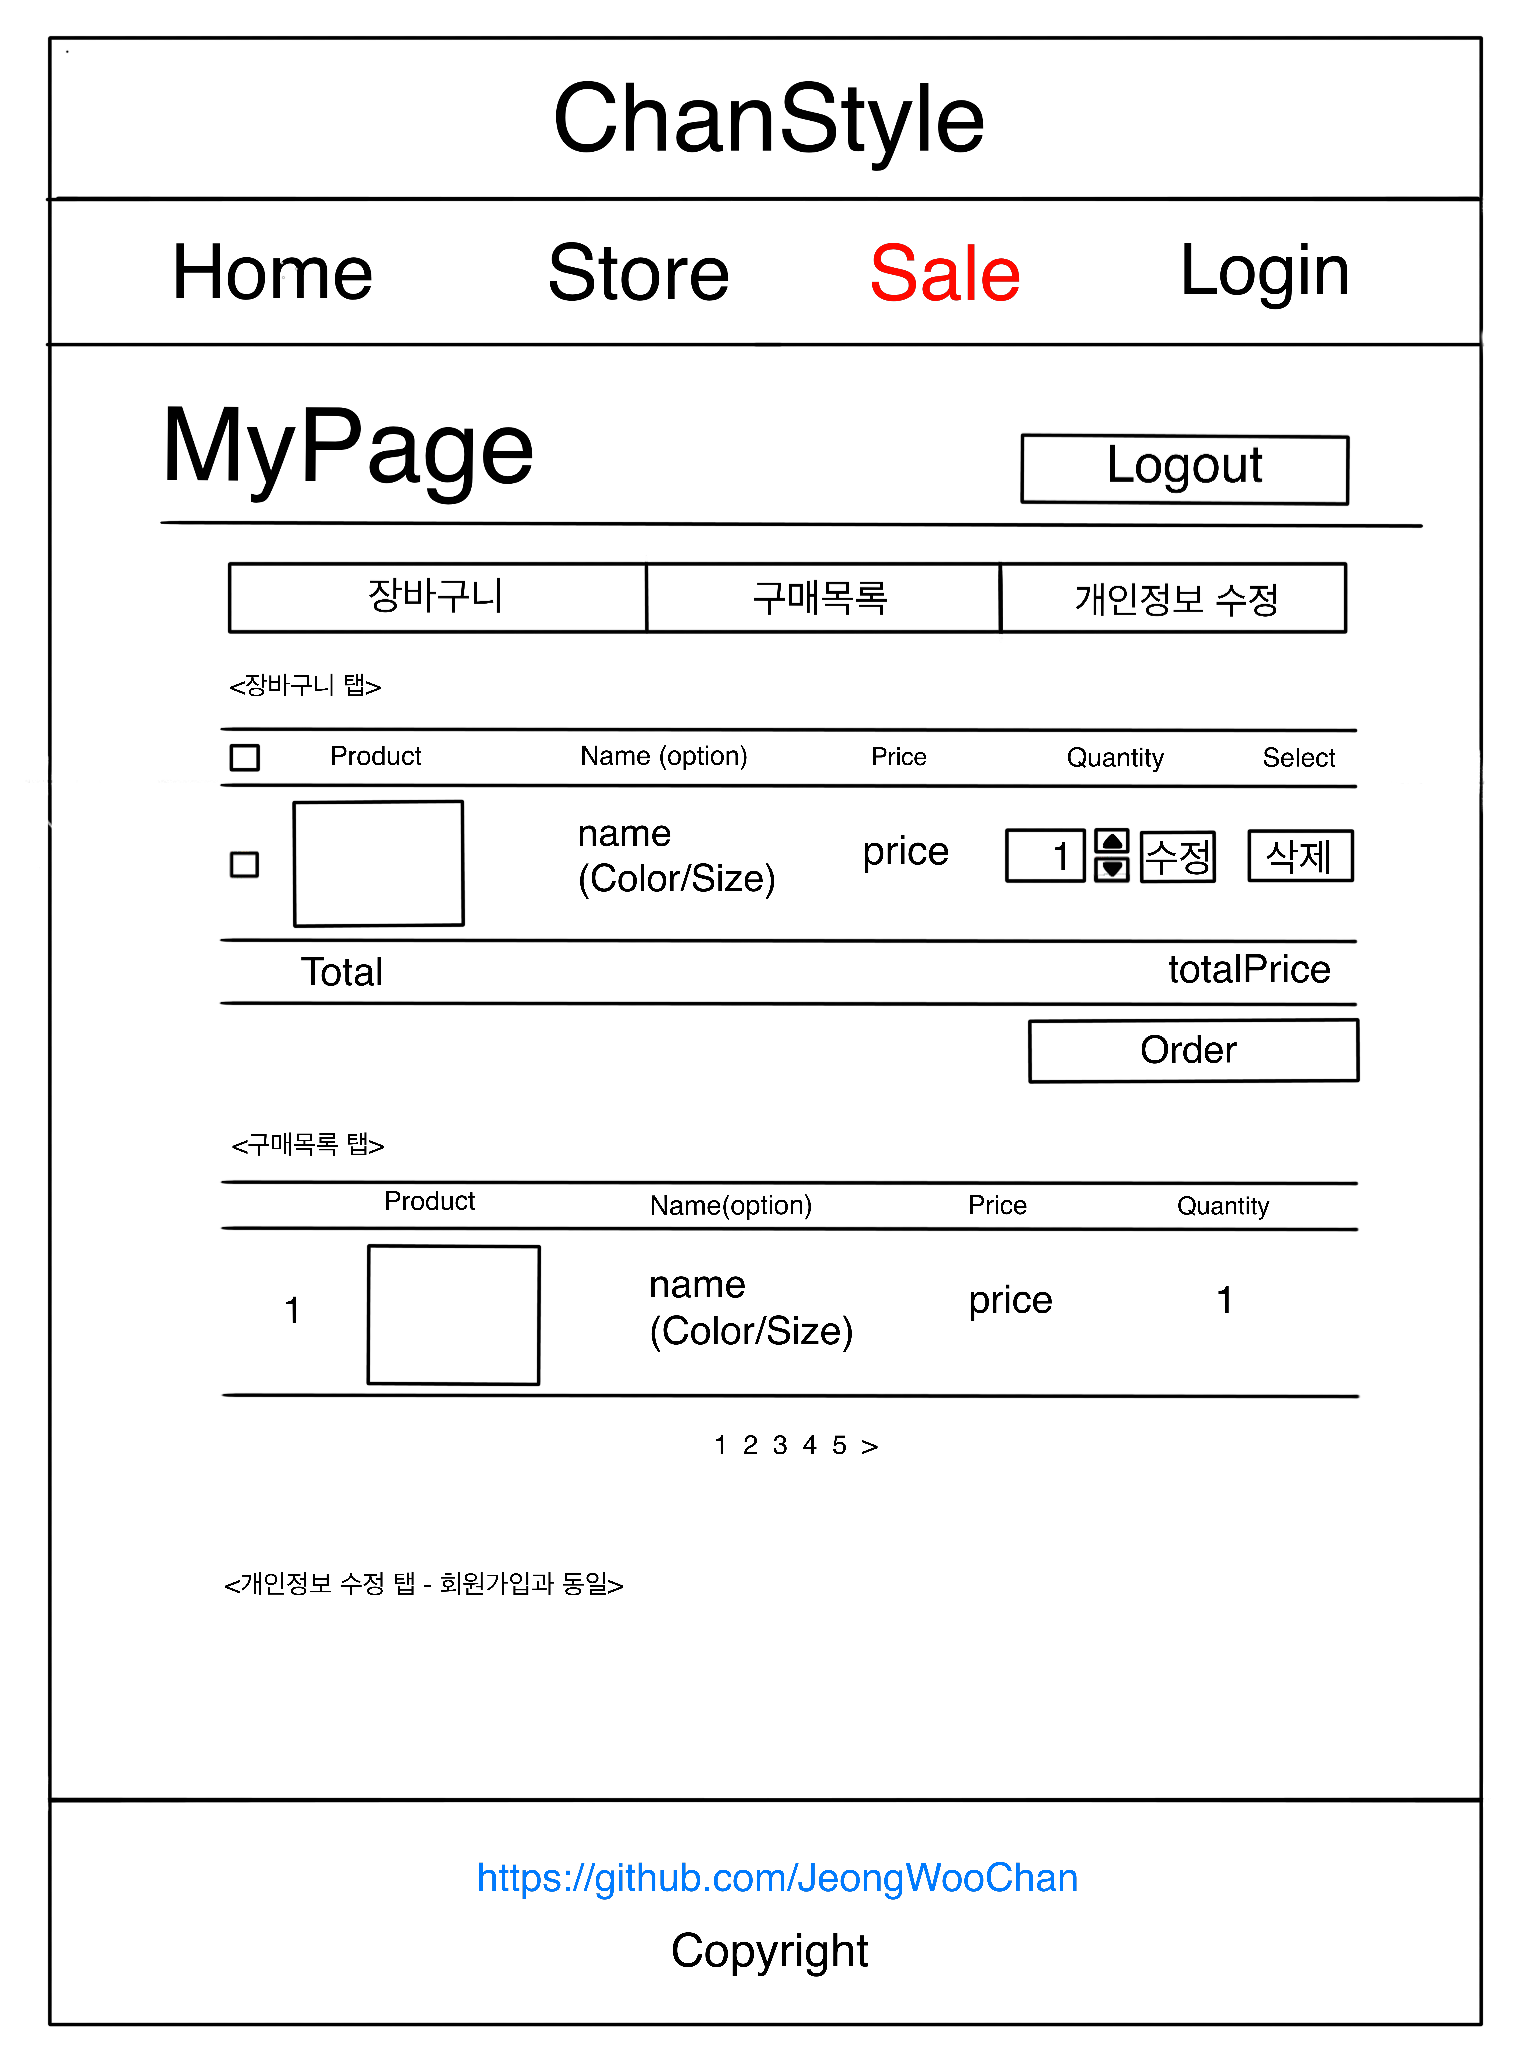 ChanStyle
Home Store Sale Login
MyPage
Logout
장바구니 구매목록 개인정보 수정
<장바구니 탭>
Product Name (option) Price Quantity Select
name
(Color/Size)
price 1 수정 삭제
Total totalPrice
Order
<구매목록 탭>
Product Name(option) Price Quantity
1
name
(Color/Size)
price 1
1 2 3 4 5 >
<개인정보 수정 탭 - 회원가입과 동일>
https://github.com/JeongWooChan
Copyright